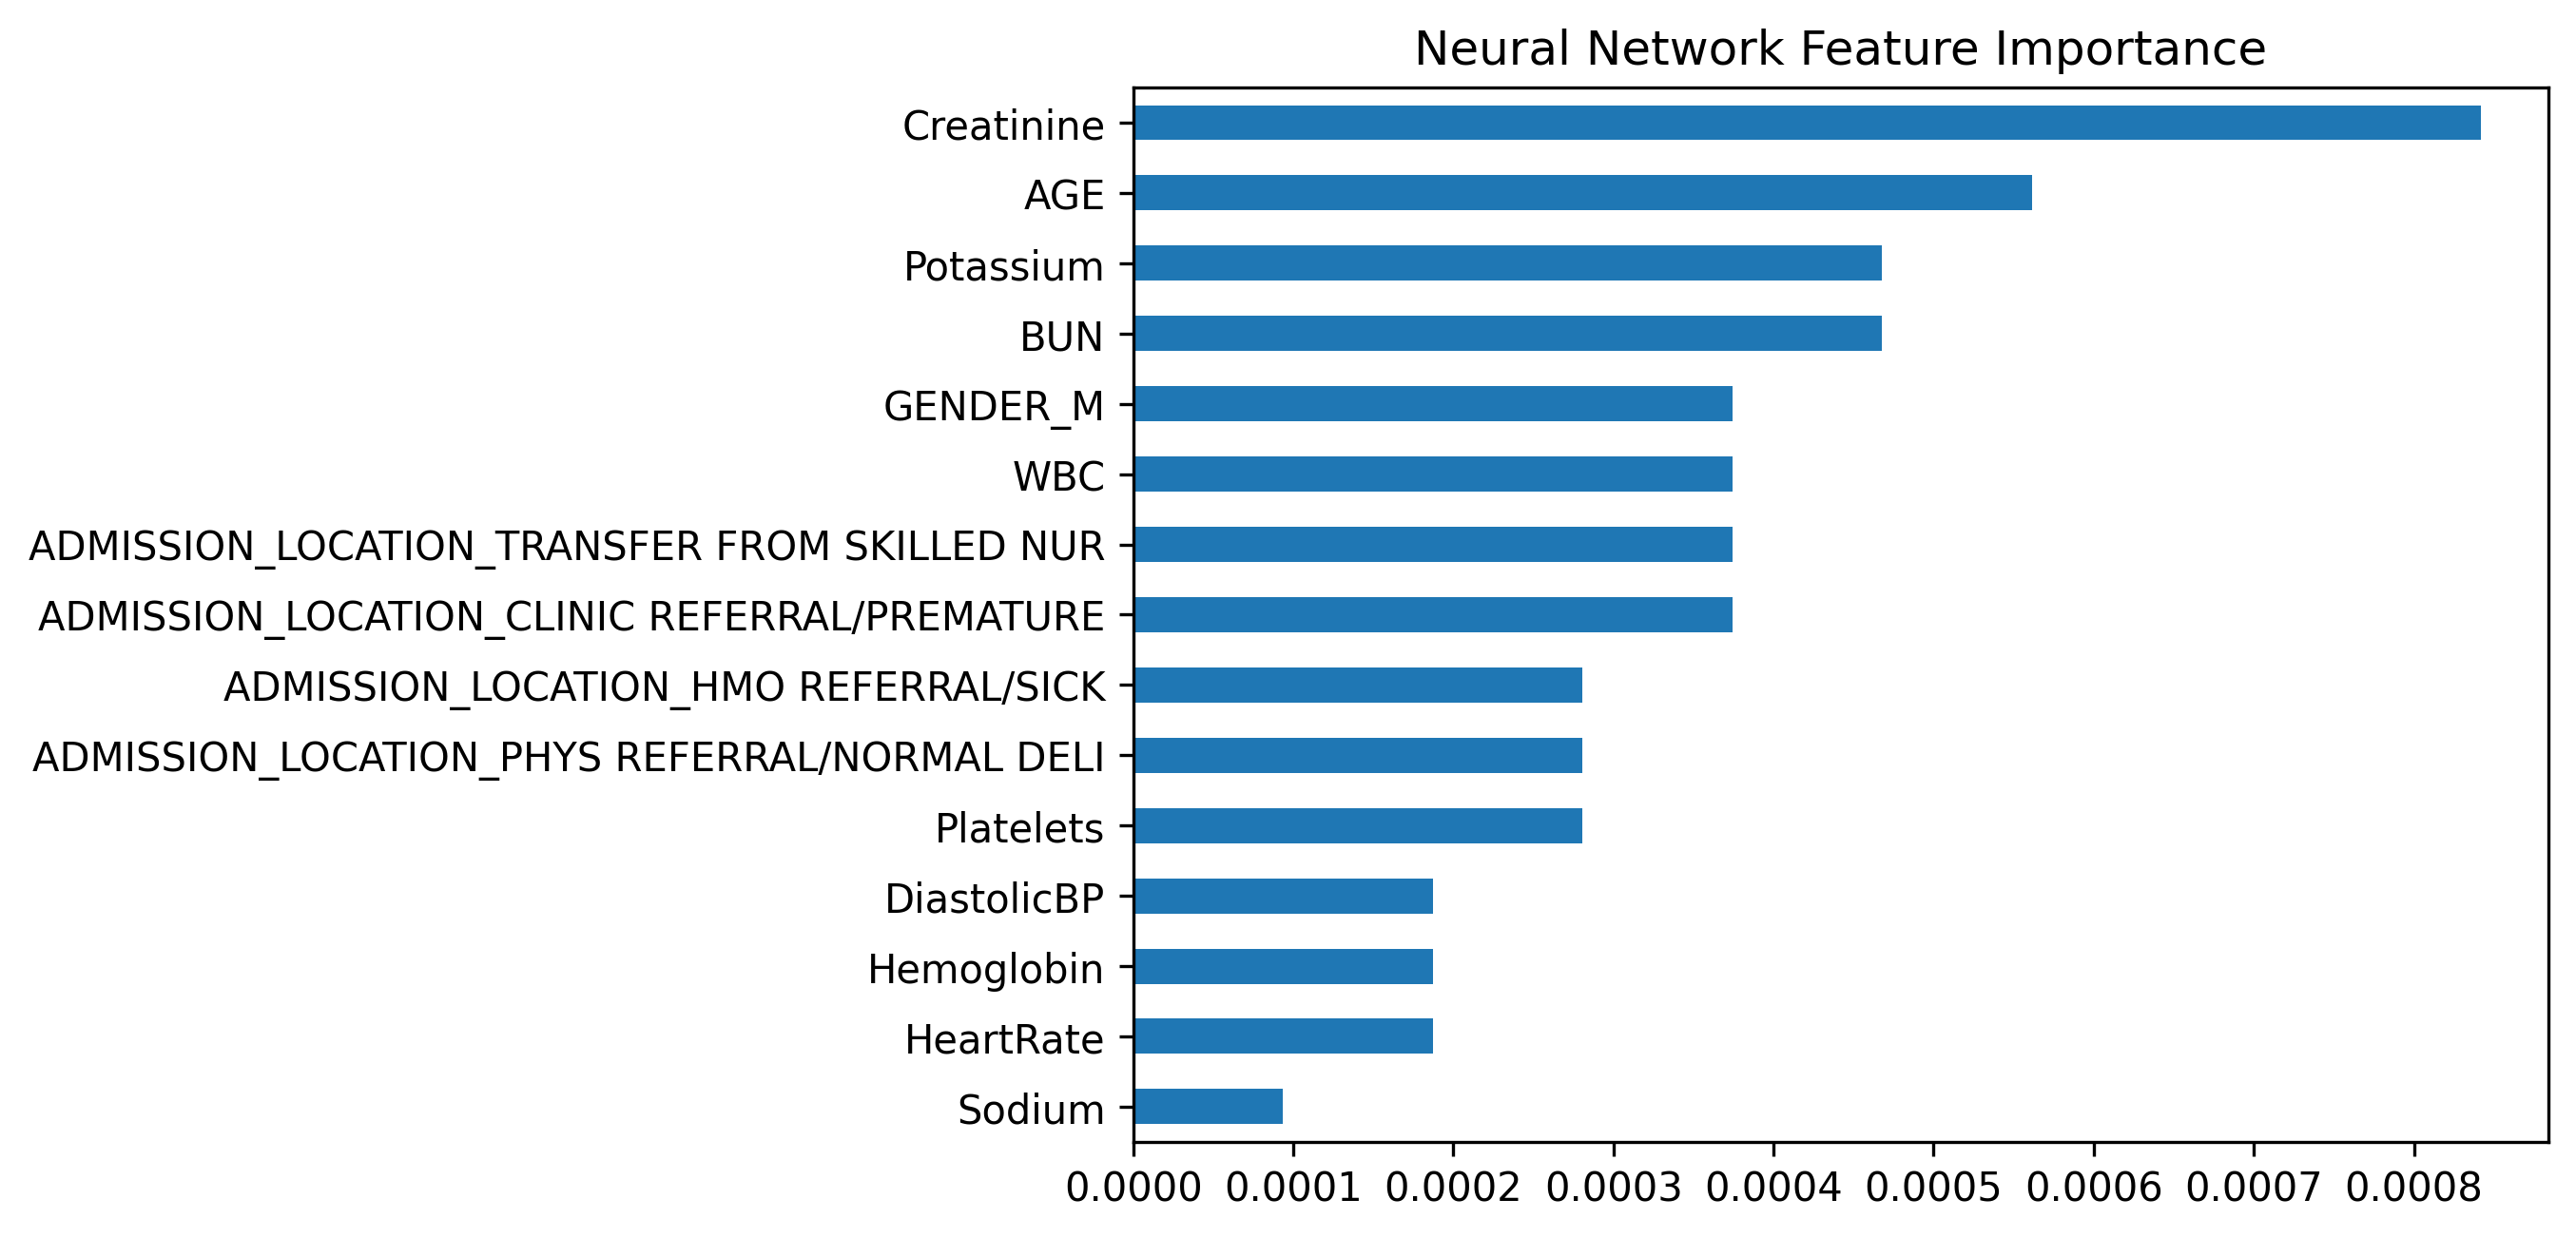 Neural Network Feature Importance
Creatinine
AGE
Potassium
BUN
GENDER_M
WBC
ADMISSION_LOCATION_TRANSFER FROM SKILLED NUR
ADMISSION_LOCATION_CLINIC REFERRAL/PREMATURE
ADMISSION_LOCATION_HMO REFERRAL/SICK
ADMISSION_LOCATION_PHYS REFERRAL/NORMAL DELI
Platelets
DiastolicBP
Hemoglobin
HeartRate
Sodium
0.0000 0.0001 0.0002 0.0003 0.0004 0.0005 0.0006 0.0007 0.0008